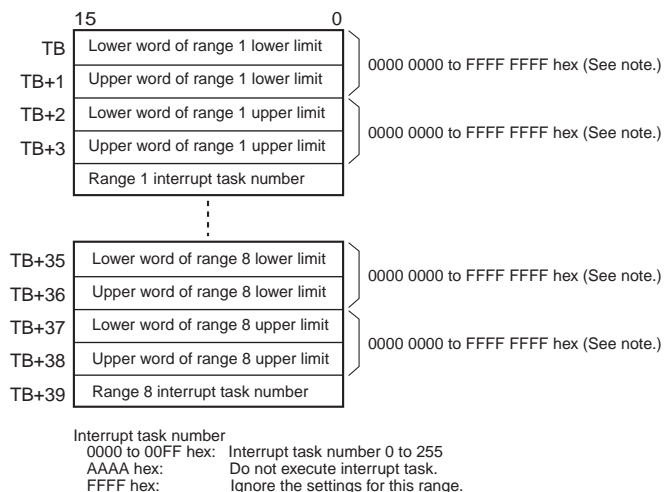 15 0
TB Lower word of range 1 lower limit
0000 0000 to FFFF FFFF hex (See note.)
TB+1 Upper word of range 1 lower limit
TB+2 Lower word of range 1 upper limit
0000 0000 to FFFF FFFF hex (See note.)
TB+3 Upper word of range 1 upper limit
Range 1 interrupt task number
TB+35 Lower word of range 8 lower limit
0000 0000 to FFFF FFFF hex (See note.)
TB+36 Upper word of range 8 lower limit
TB+37 Lower word of range 8 upper limit
0000 0000 to FFFF FFFF hex (See note.)
TB+38 Upper word of range 8 upper limit
TB+39 Range 8 interrupt task number
Interrupt task number
0000 to 00FF hex: Interrupt task number 0 to 255
AAAA hex: Do not execute interrupt task.
FFFF hex: Ignore the settings for this range.